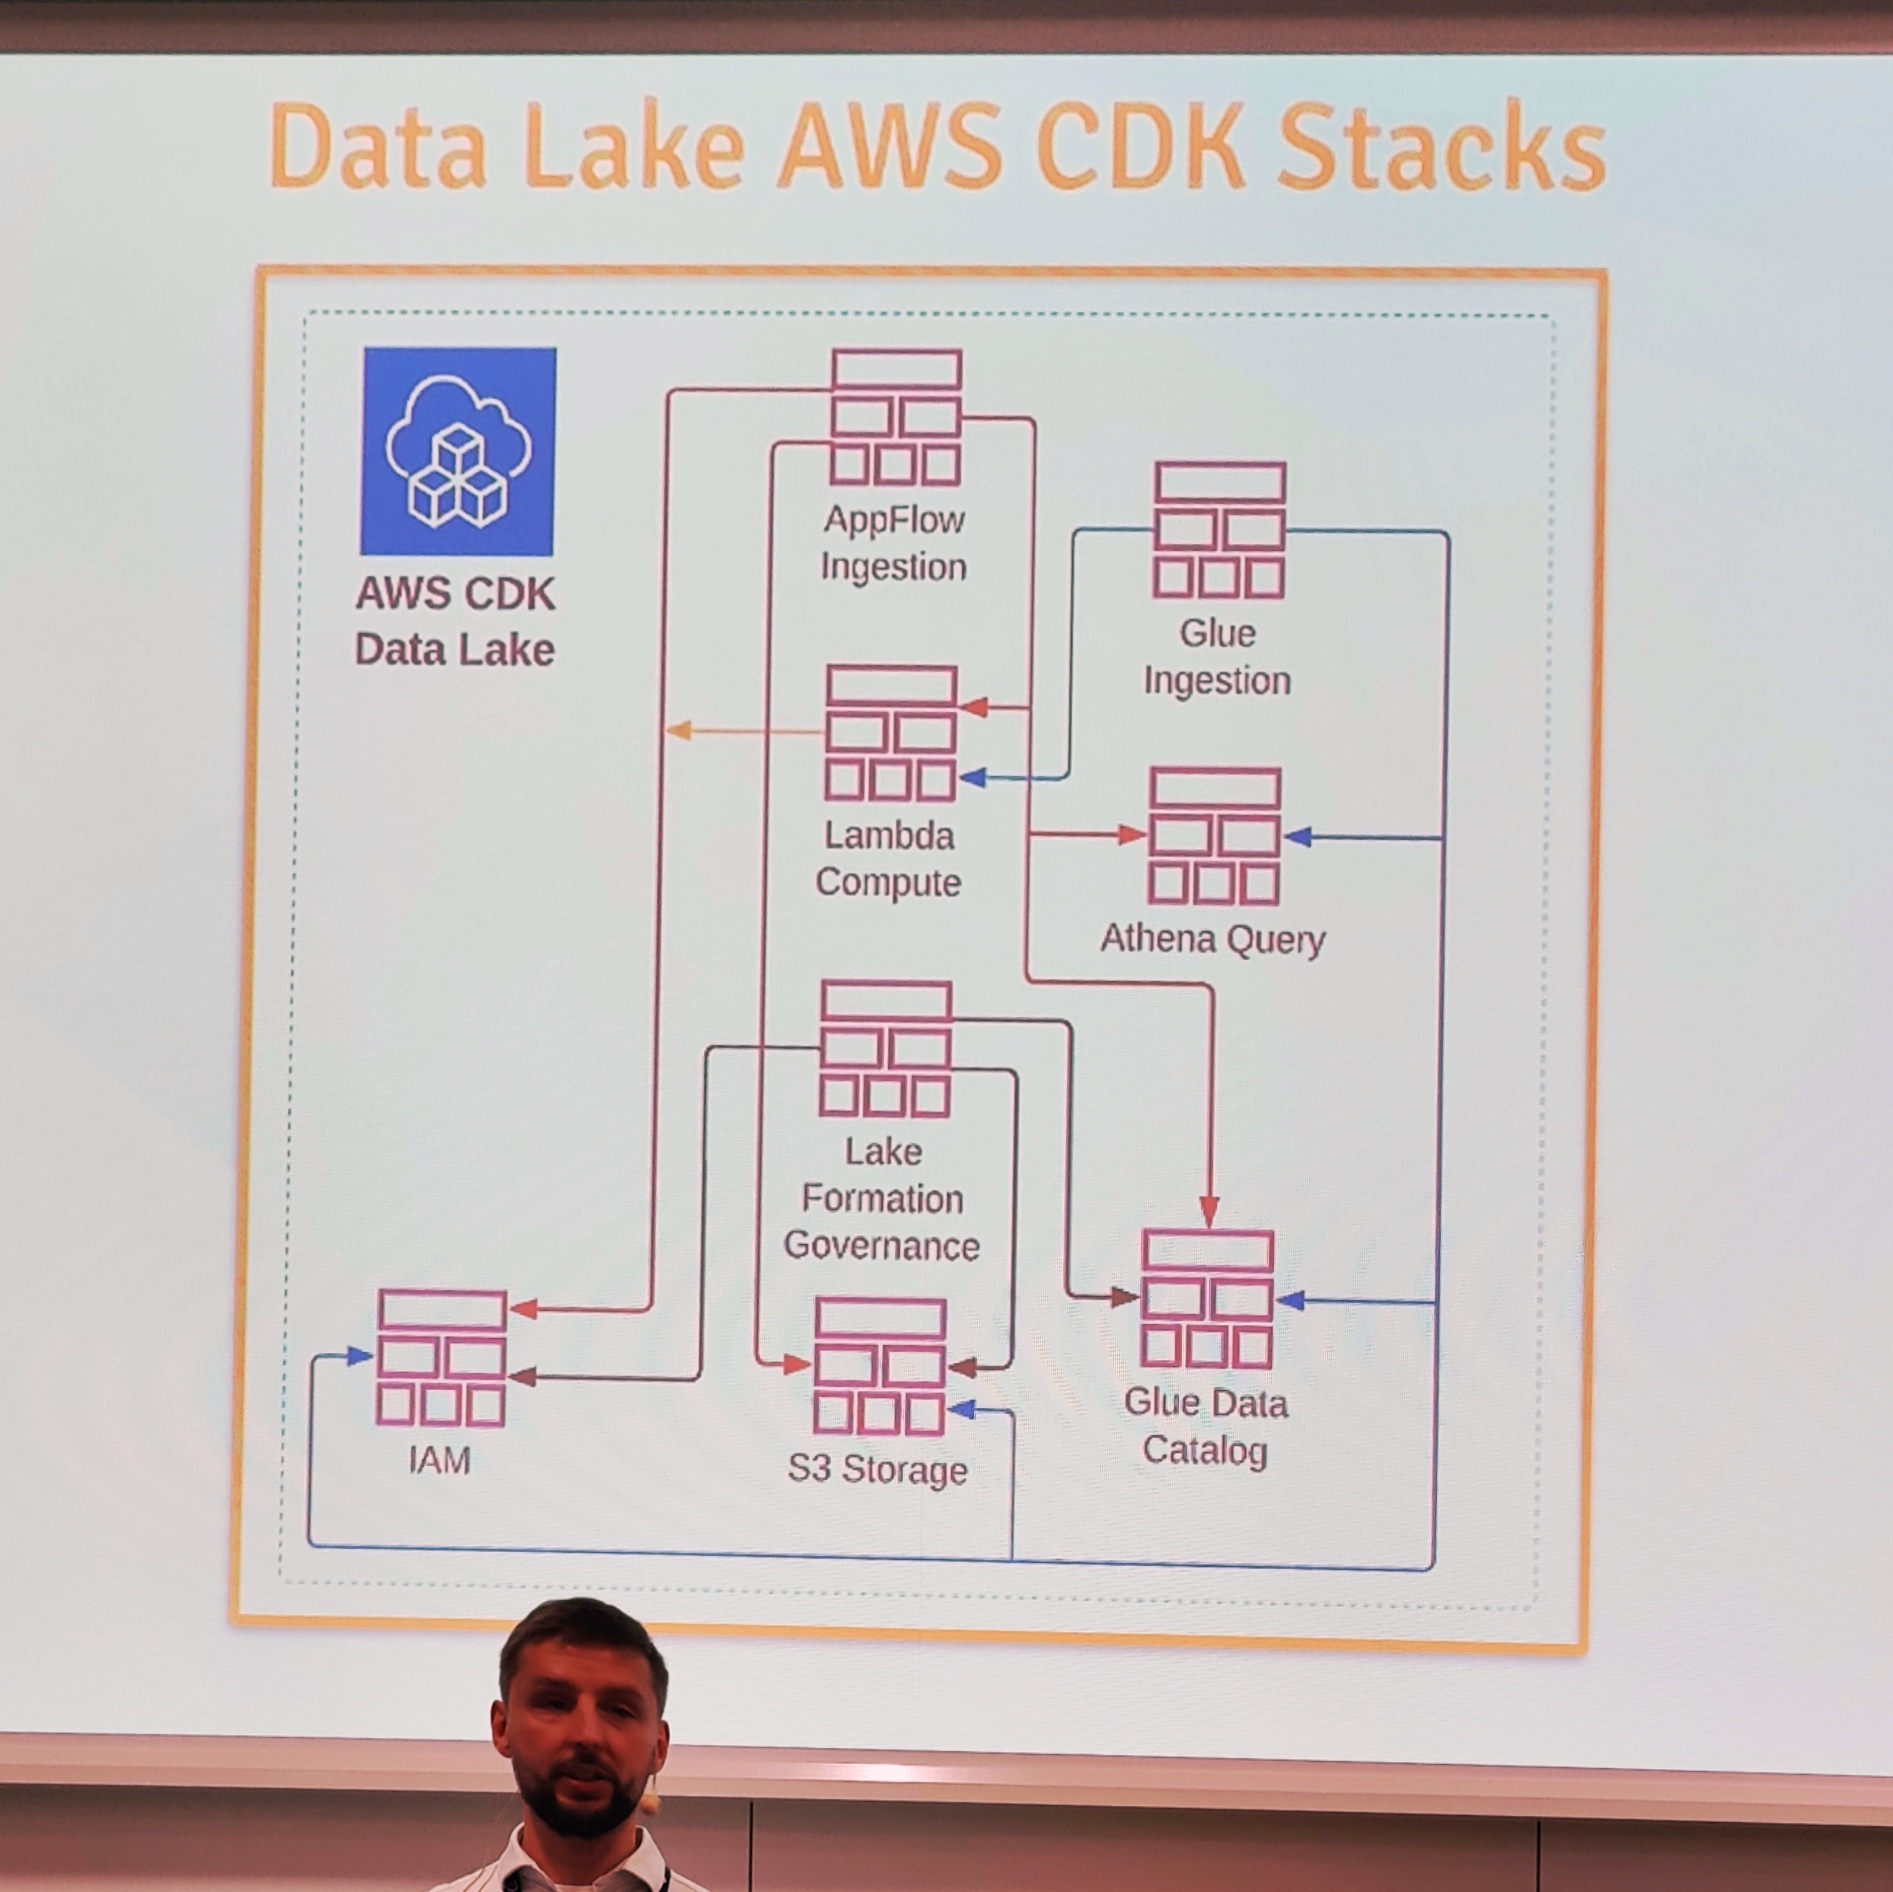 Data Lake AWS CDK Stacks
AWS CDK
Data Lake
AppFlow
Ingestion
Glue
Ingestion
Lambda
Compute
Athena Query
Lake
Formation
Governance
IAM
S3 Storage
Glue Data
Catalog